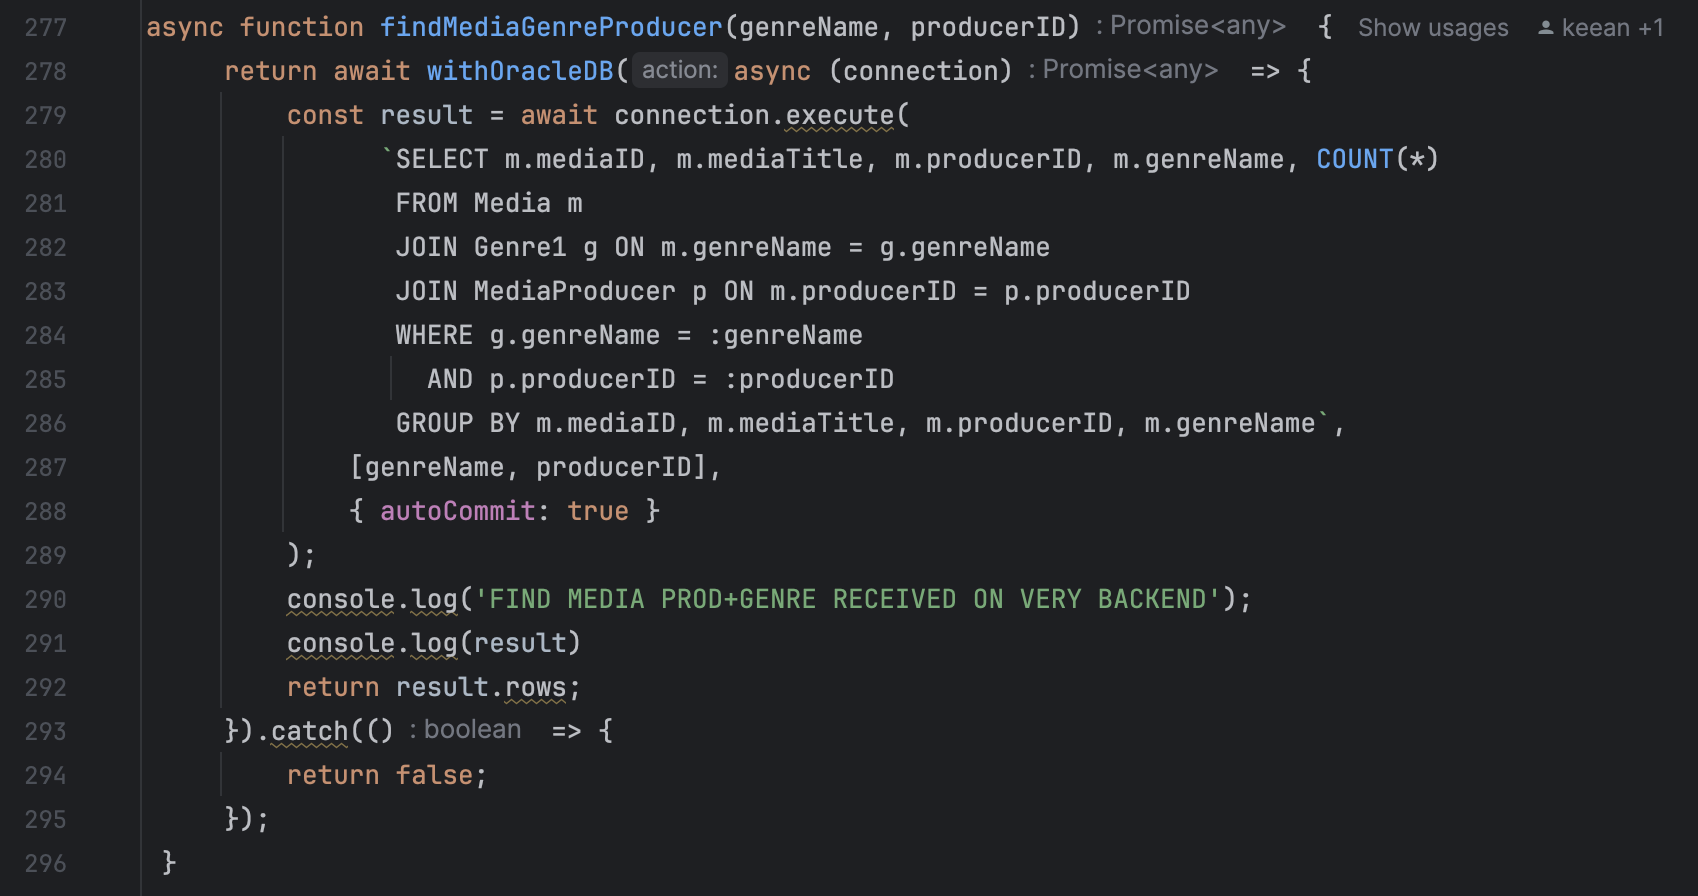 277 async function findMediaGenreProducer(genreName, producerID) : Promise<any> { Show usages keean +1
278 return await withOracleDB( action: async (connection) : Promise<any> => {
279 const result = await connection.execute(
280 `SELECT m.mediaID, m.mediaTitle, m.producerID, m.genreName, COUNT(*)
281 FROM Media m
282 JOIN Genre1 g ON m.genreName = g.genreName
283 JOIN MediaProducer p ON m.producerID = p.producerID
284 WHERE g.genreName = :genreName
285 AND p.producerID = :producerID
286 GROUP BY m.mediaID, m.mediaTitle, m.producerID, m.genreName`,
287 [genreName, producerID],
288 { autoCommit: true }
289 );
290 console.log('FIND MEDIA PROD+GENRE RECEIVED ON VERY BACKEND');
291 console.log(result)
292 return result.rows;
293 }).catch(() : boolean => {
294 return false;
295 });
296 }